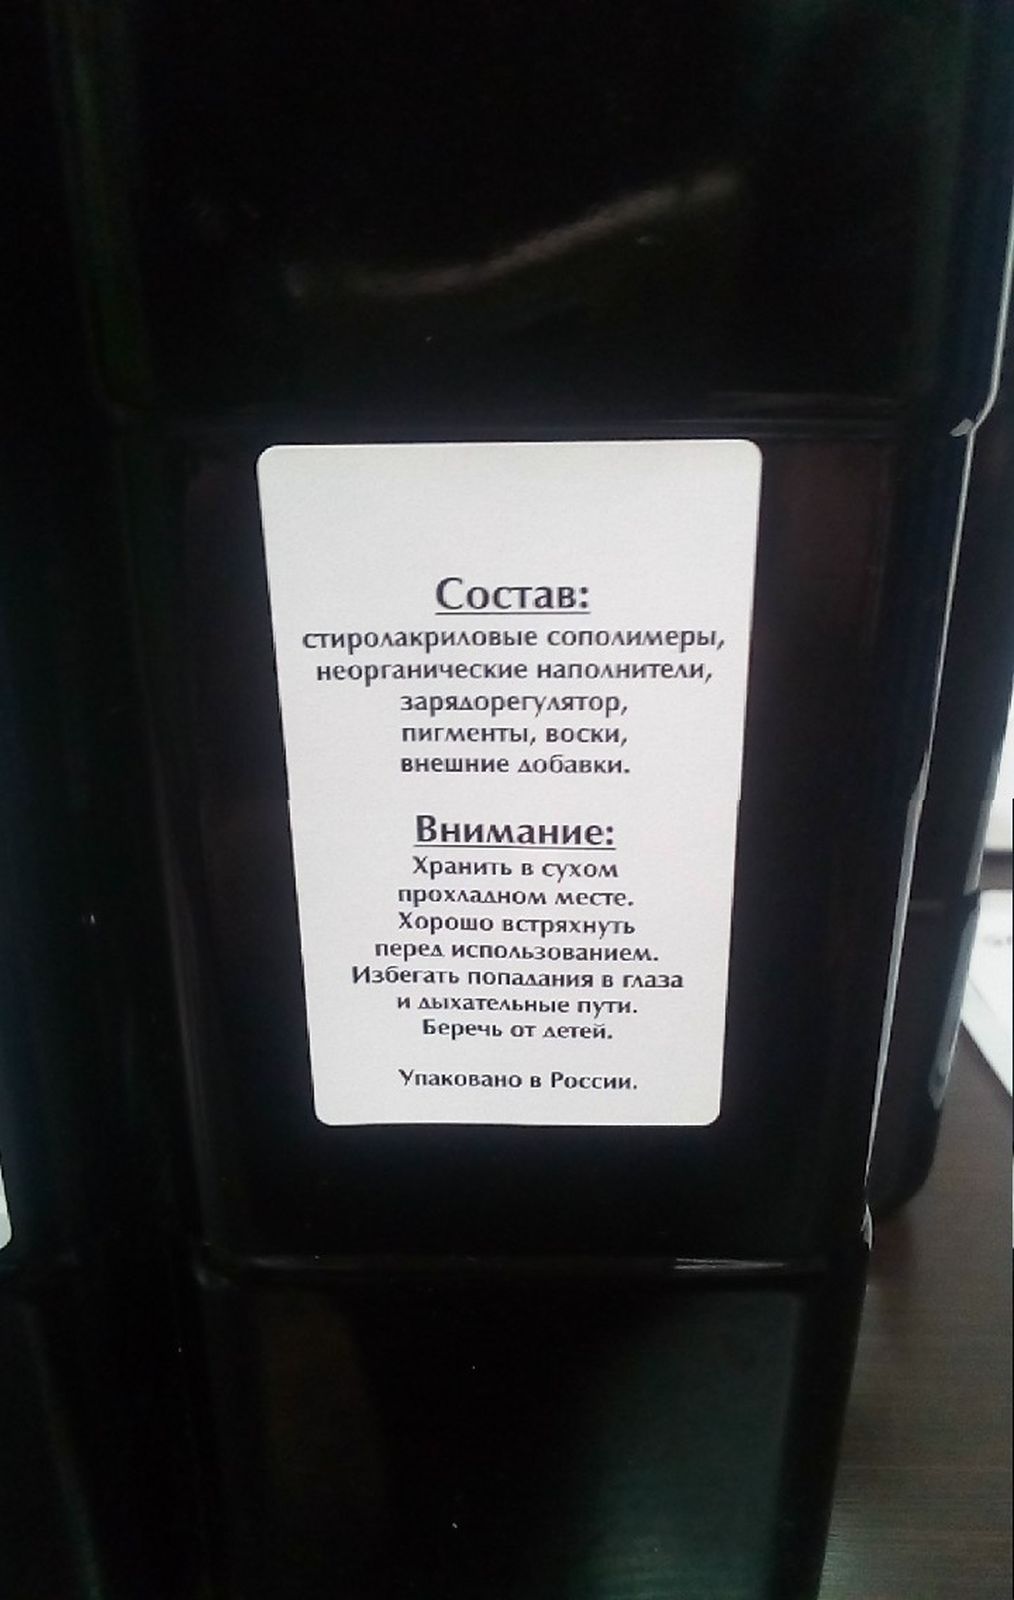 Состав:
стиролакриловые сополимеры,
неорганические наполнители,
зарядорегулятор,
пигменты, воски,
внешние добавки.
Внимание:
Хранить в сухом
прохладном месте.
Хорошо встряхнуть
перед использованием.
Избегать попадания в глаза
и дыхательные пути.
Беречь от детей.
Упаковано в России.